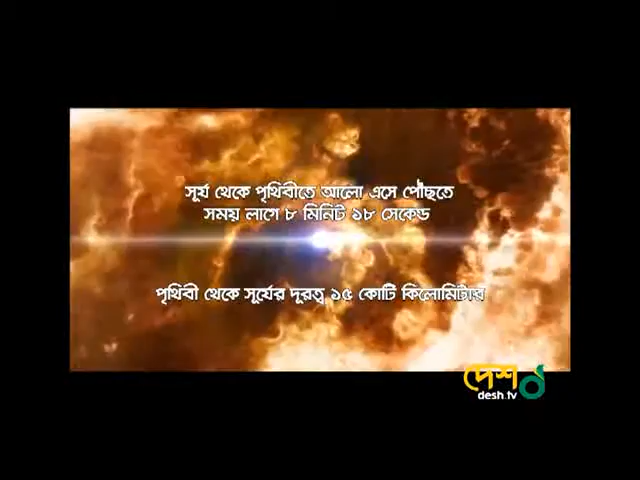 সূর্য থেকে পৃথিবীতে আলো এসে পৌঁছতে
সময় লাগে ৮ মিনিট ১৮ সেকেন্ড
পৃথিবী থেকে সূর্যের দূরত্ব ১৫ কোটি কিলোমিটার
দেশ
desh.tv